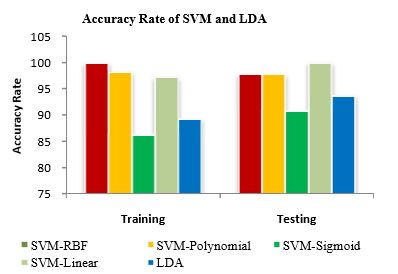 Accuracy Rate of SVM and LDA
Accuracy Rate
105
100
95
90
85
80
75
Training Testing
SVM-RBF SVM-Polynomial SVM-Sigmoid
SVM-Linear LDA